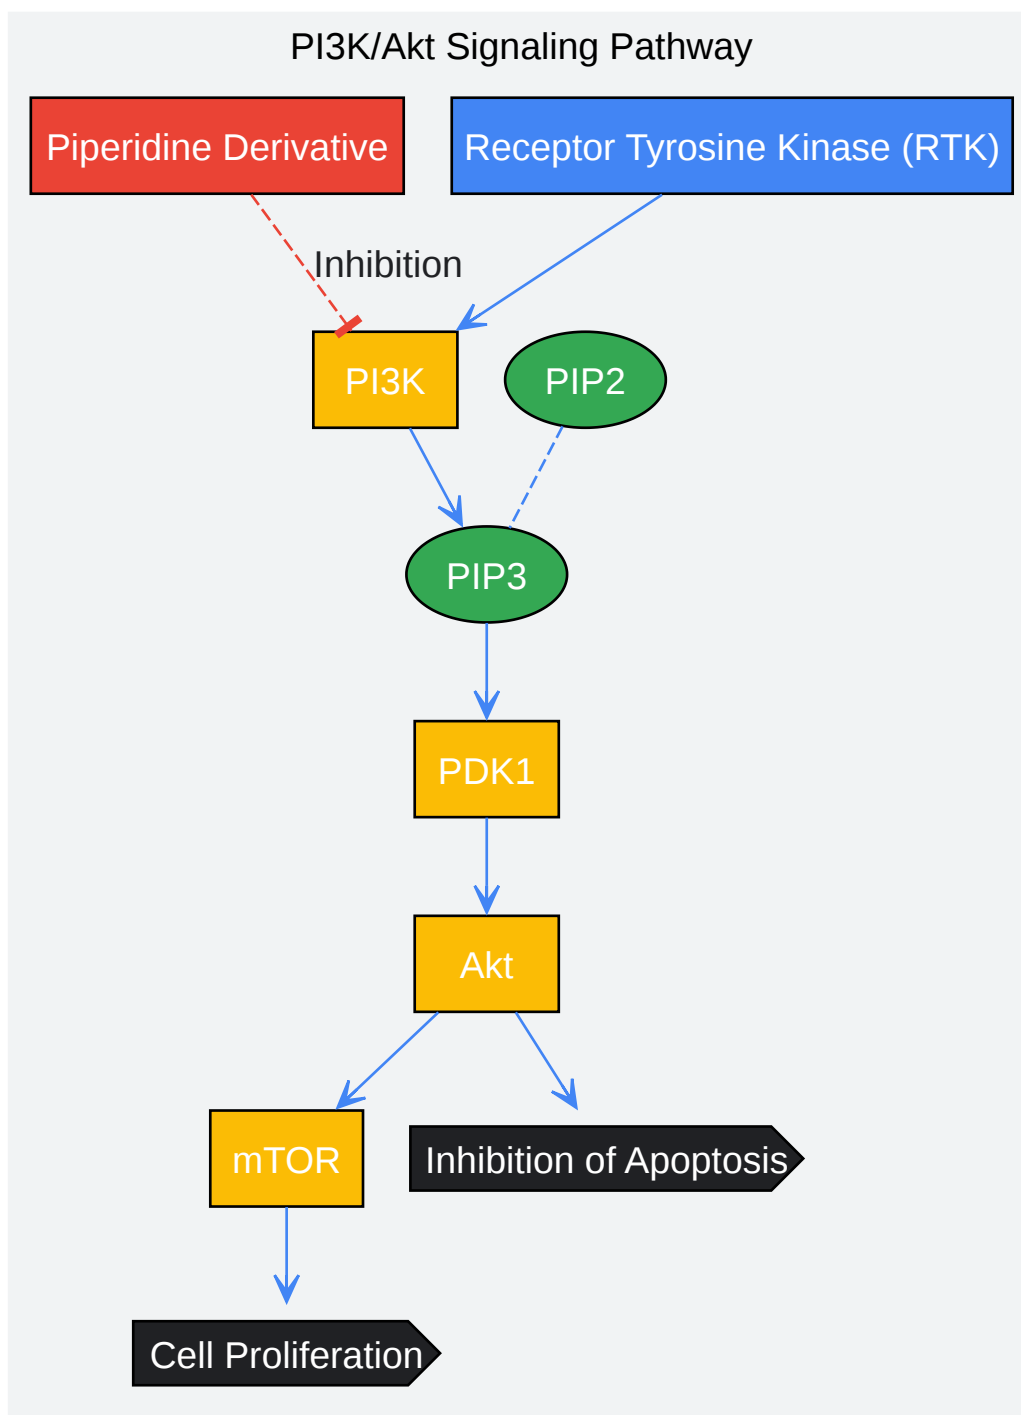 PI3K/Akt Signaling Pathway
Piperidine Derivative
Receptor Tyrosine Kinase (RTK)
Inhibition
PI3K
PIP2
PIP3
PDK1
Akt
mTOR
Inhibition of Apoptosis
Cell Proliferation